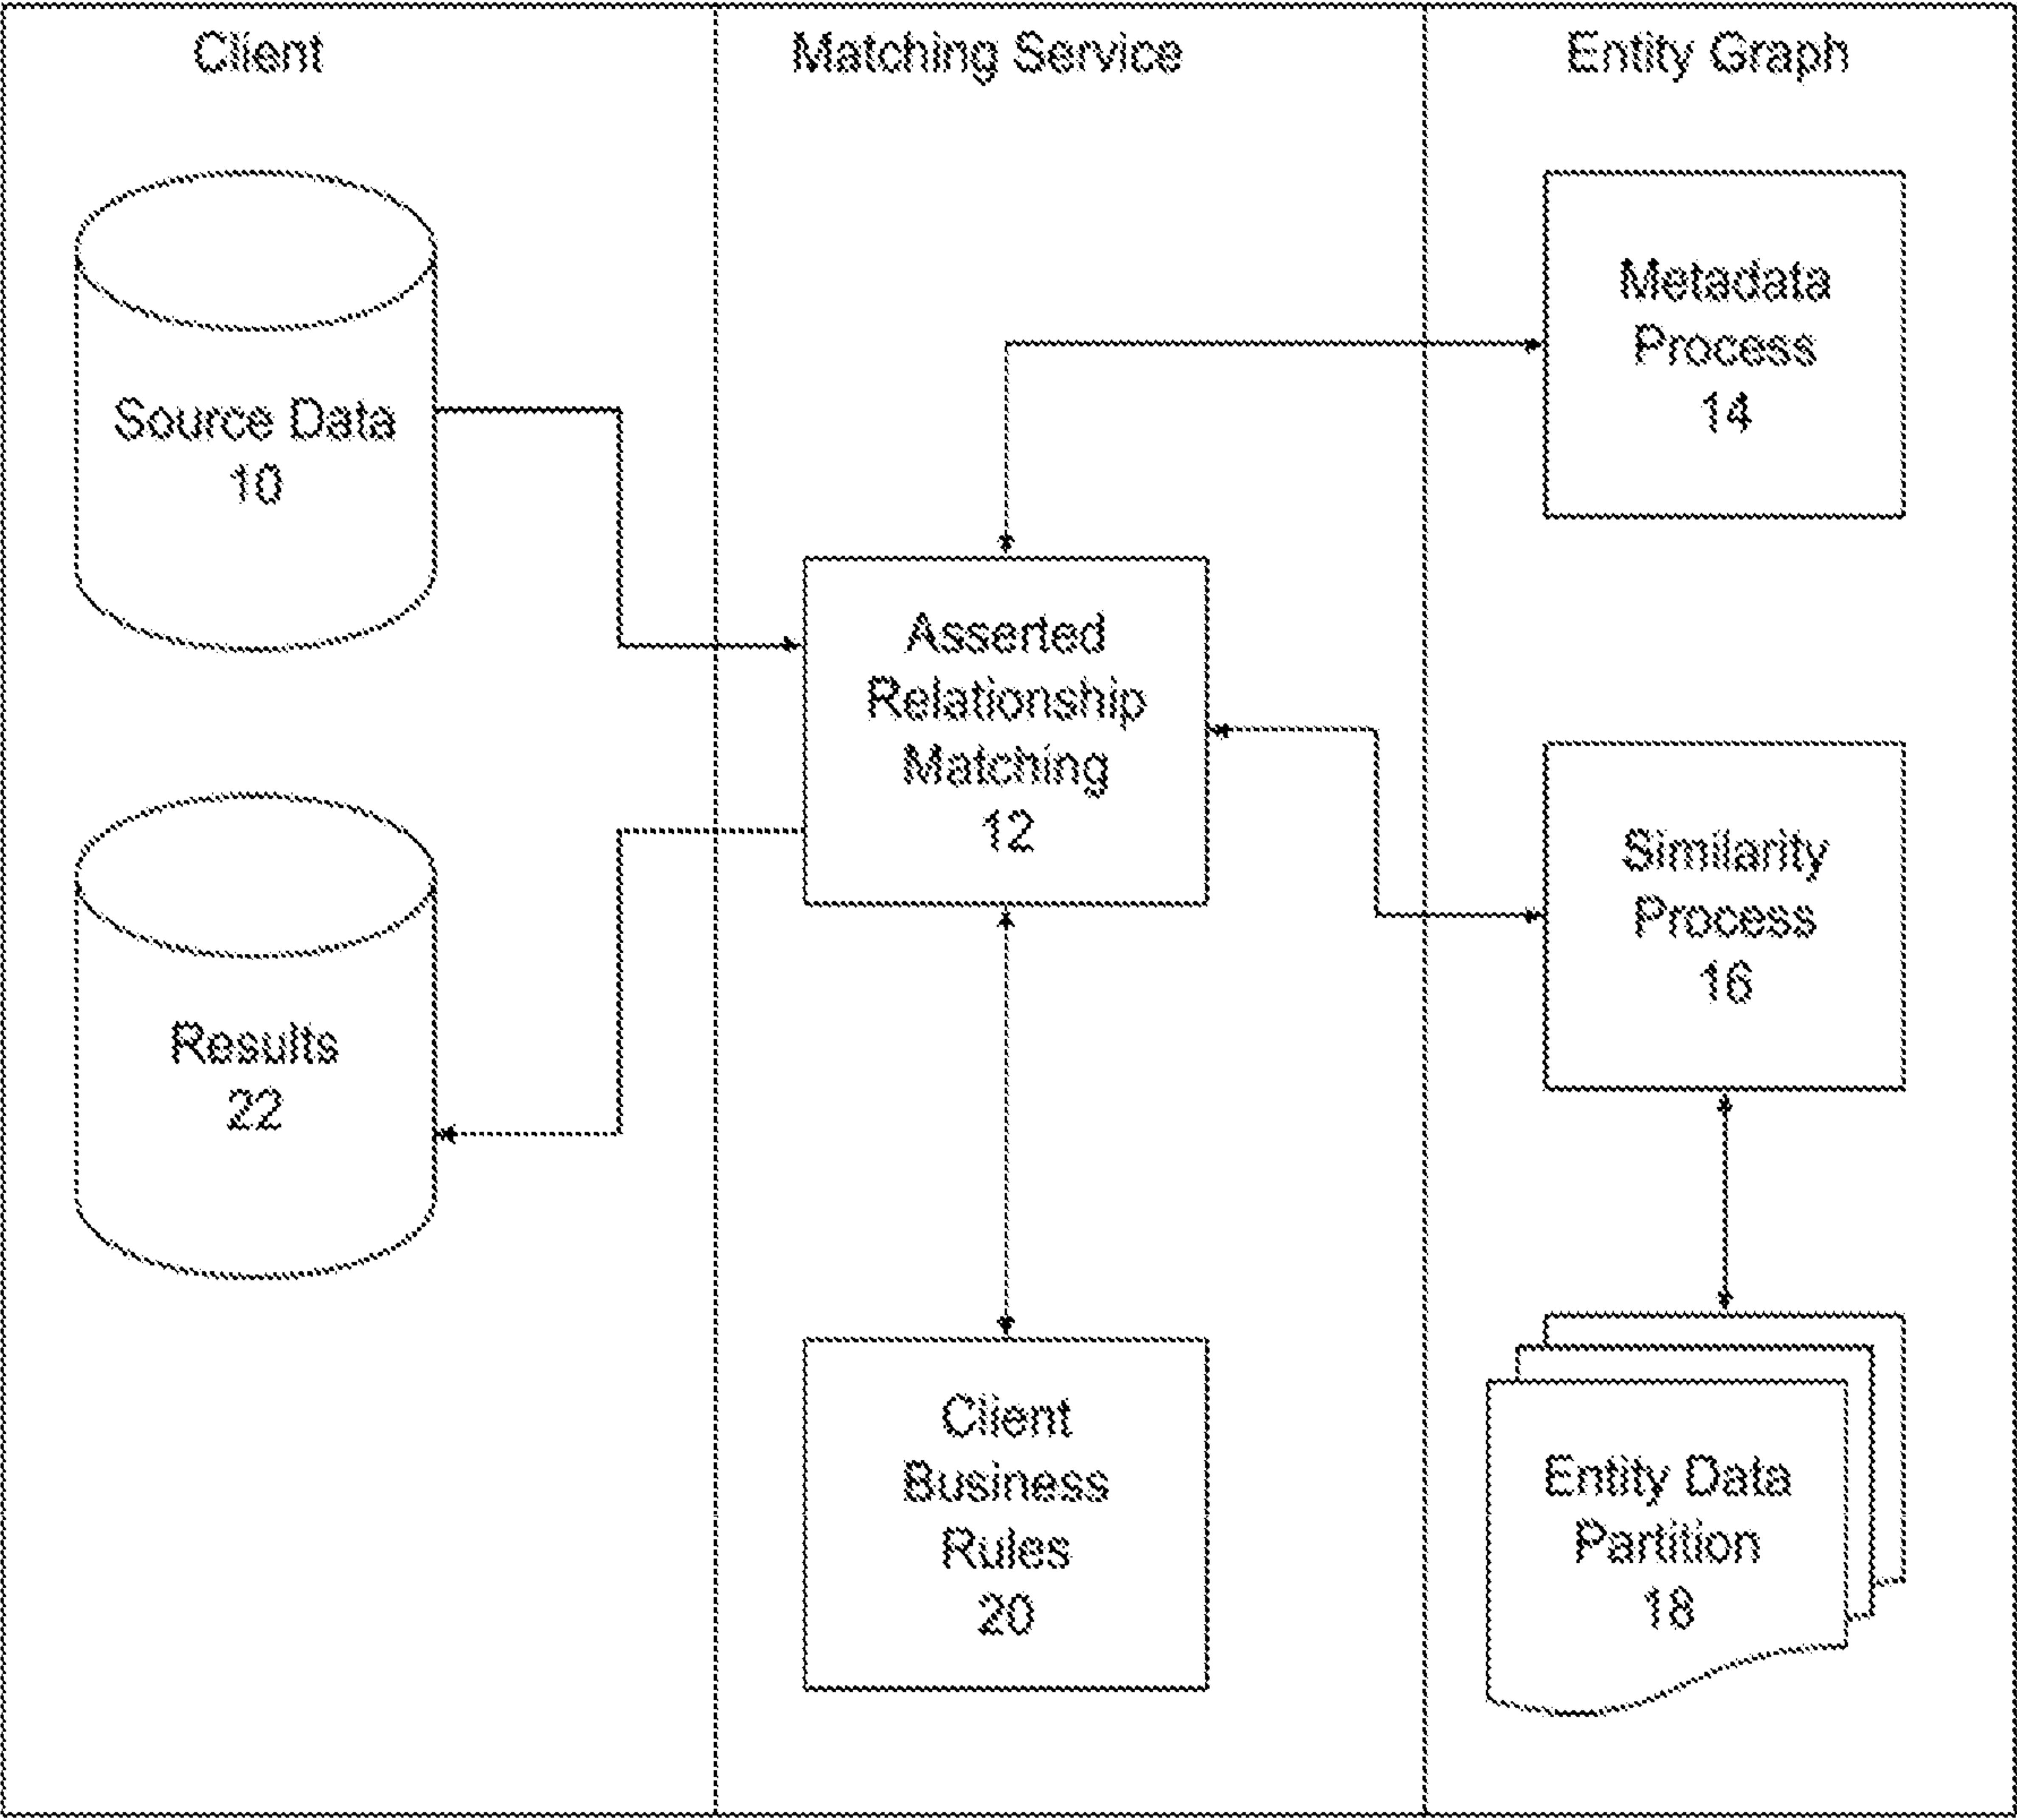 Client
Matching Service
Entity Graph
Source Data
10
Metadata
Process
14
Asserted
Relationship
Matching
12
Similarity
Process
16
Results
22
Client
Business
Rules
20
Entity Data
Partition
18